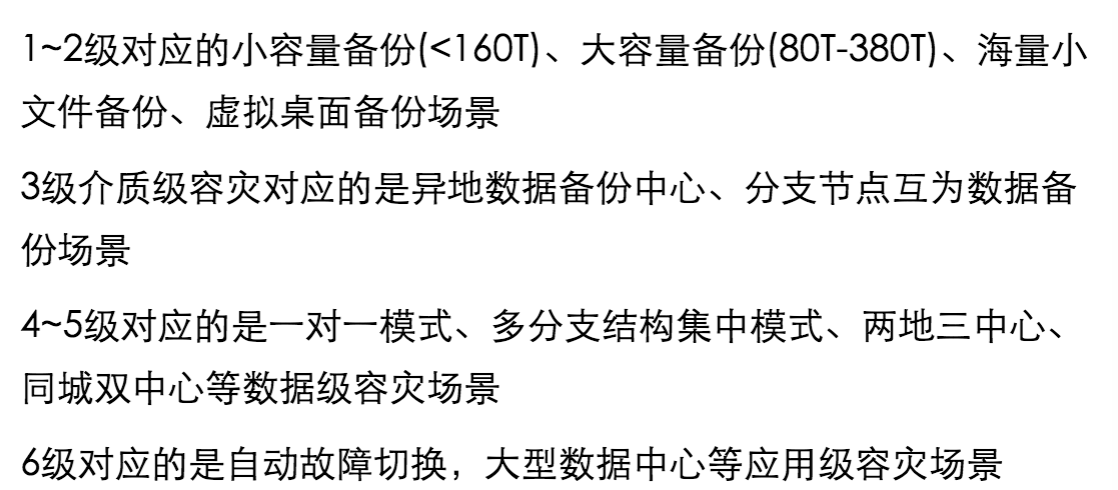 1~2级对应的小容量备份(<160T)、大容量备份(80T-380T)、海量小
文件备份、虚拟桌面备份场景
3级介质级容灾对应的是异地数据备份中心、分支节点互为数据备
份场景
4~5级对应的是一对一模式、多分支结构集中模式、两地三中心、
同城双中心等数据级容灾场景
6级对应的是自动故障切换，大型数据中心等应用级容灾场景